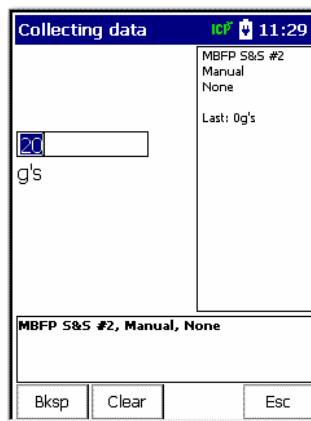 Collecting data ICP 11:29
MBFP S&S #2
Manual
None
Last: 0g's
20
g's
MBFP S&S #2, Manual, None
Bksp Clear Esc